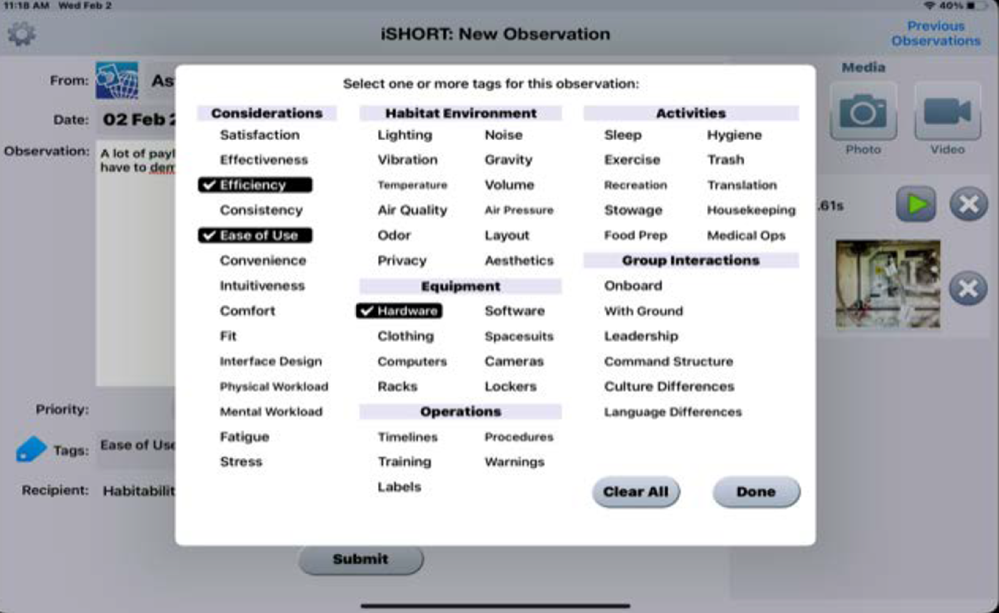 11:18 AM Wed Feb 2
40%
iSHORT: New Observation
Previous
Observations
From:
As
Date:
02 Feb 2
Observation:
A lot of payl
have to dem
Priority:
Tags:
Ease of Use
Recipient:
Habitabilit
Select one or more tags for this observation:
Considerations
Satisfaction
Effectiveness
Efficiency
Consistency
Ease of Use
Convenience
Intuitiveness
Comfort
Fit
Interface Design
Physical Workload
Mental Workload
Fatigue
Stress
Habitat Environment
Lighting Noise
Vibration Gravity
Temperature Volume
Air Quality Air Pressure
Odor Layout
Privacy Aesthetics
Equipment
Hardware Software
Clothing Spacesuits
Computers Cameras
Racks Lockers
Operations
Timelines Procedures
Training Warnings
Labels
Activities
Sleep Hygiene
Exercise Trash
Recreation Translation
Stowage Housekeeping
Food Prep Medical Ops
Group Interactions
Onboard
With Ground
Leadership
Command Structure
Culture Differences
Language Differences
Clear All
Done
Media
Photo
Video
.61s
Submit